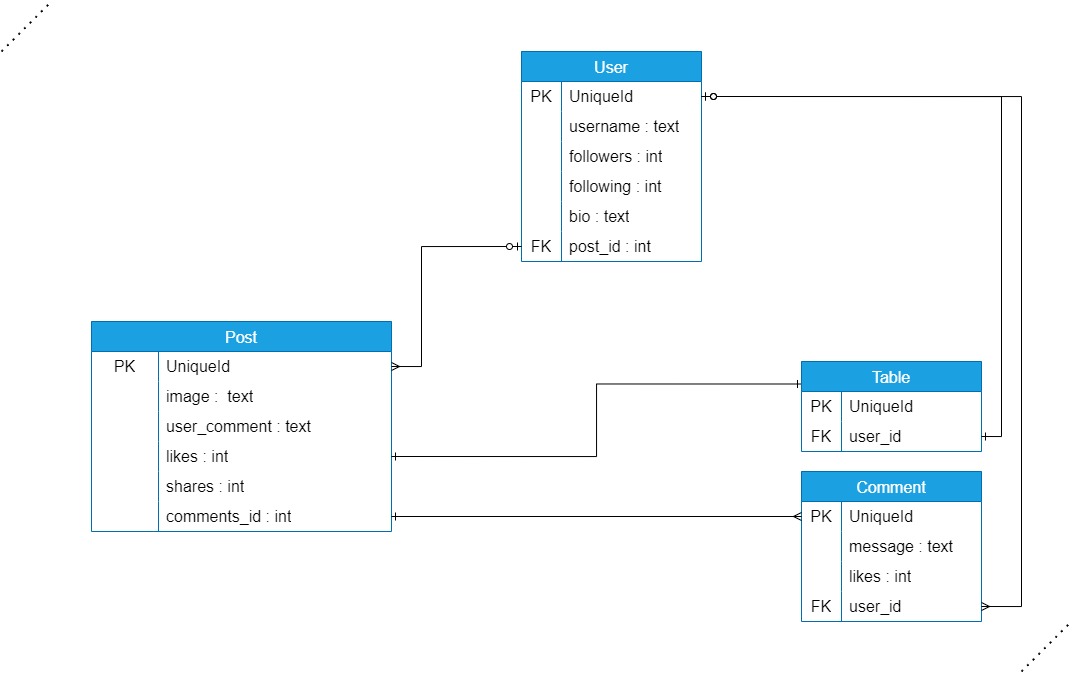 User
PK UniqueId
username : text
followers : int
following : int
bio : text
FK post_id : int
Post
PK UniqueId
image :  text
user_comment : text
likes : int
shares : int
comments_id : int
Table
PK UniqueId
FK user_id
Comment
PK UniqueId
message : text
likes : int
FK user_id